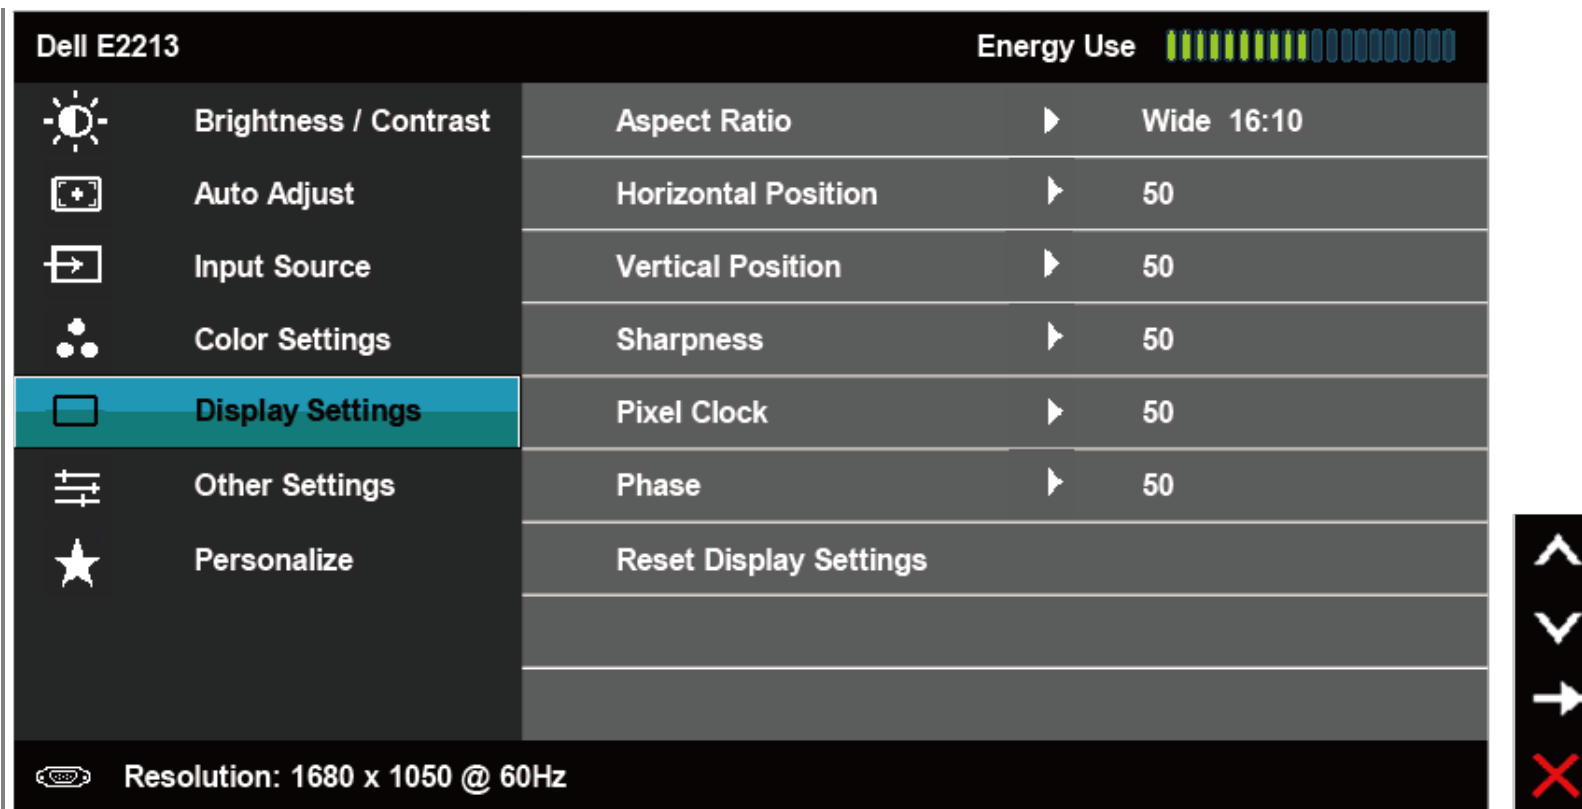 Dell E2213 Energy Use
Brightness / Contrast Aspect Ratio Wide 16:10
Auto Adjust Horizontal Position 50
Input Source Vertical Position 50
Color Settings Sharpness 50
Display Settings Pixel Clock 50
Other Settings Phase 50
Personalize Reset Display Settings
Resolution: 1680 x 1050 @ 60Hz